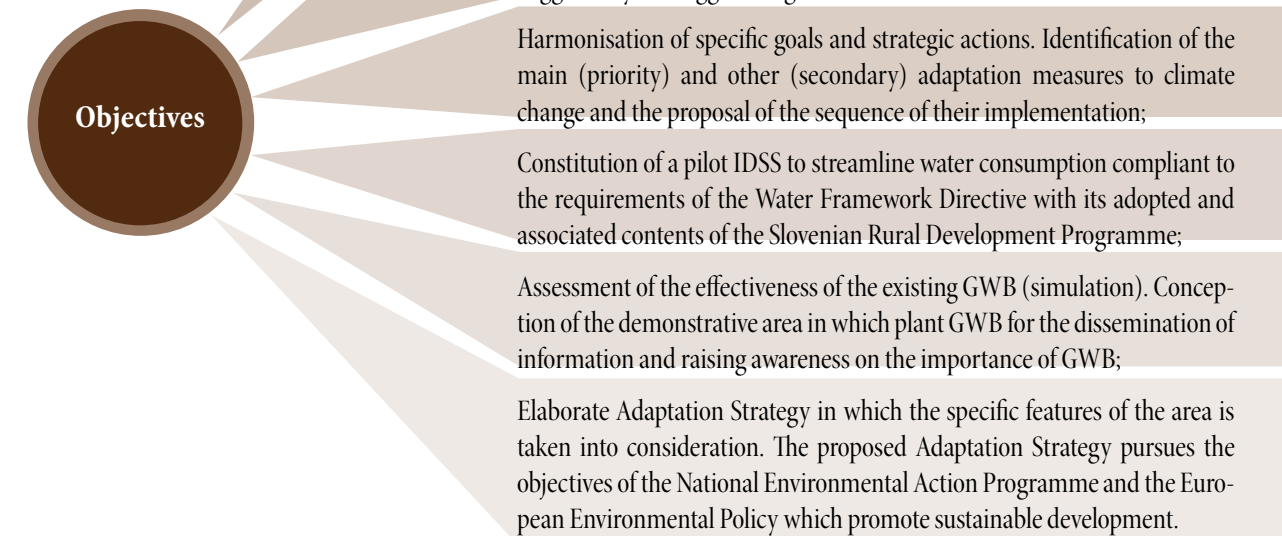 Objectives
Harmonisation of specific goals and strategic actions. Identification of the
main (priority) and other (secondary) adaptation measures to climate
change and the proposal of the sequence of their implementation;
Constitution of a pilot IDSS to streamline water consumption compliant to
the requirements of the Water Framework Directive with its adopted and
associated contents of the Slovenian Rural Development Programme;
Assessment of the effectiveness of the existing GWB (simulation). Concep-
tion of the demonstrative area in which plant GWB for the dissemination of
information and raising awareness on the importance of GWB;
Elaborate Adaptation Strategy in which the specific features of the area is
taken into consideration. The proposed Adaptation Strategy pursues the
objectives of the National Environmental Action Programme and the Euro-
pean Environmental Policy which promote sustainable development.